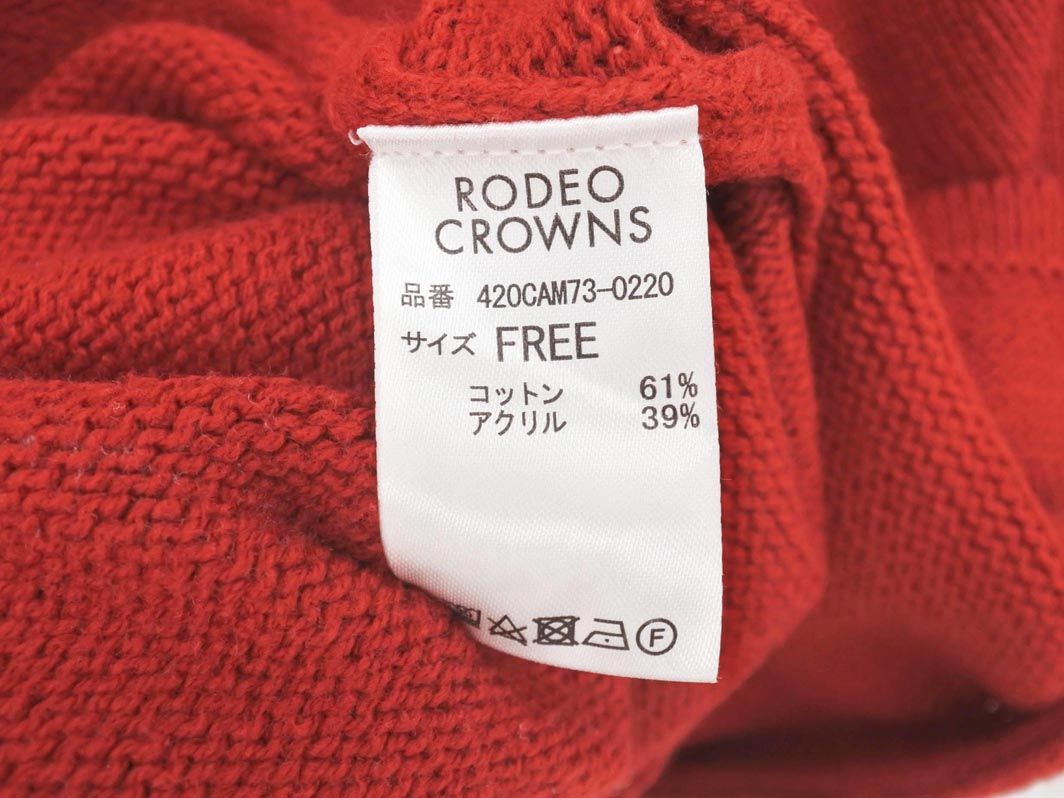 RODEO
CROWNS
品番 420CAM73-0220
サイズ FREE
コットン 61%
アクリル 39%
F